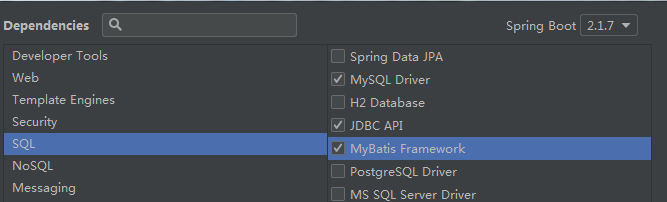 Dependencies
Spring Boot 2.1.7
Developer Tools
Web
Template Engines
Security
SQL
NoSQL
Messaging
Spring Data JPA
MySQL Driver
H2 Database
JDBC API
MyBatis Framework
PostgreSQL Driver
MS SQL Server Driver